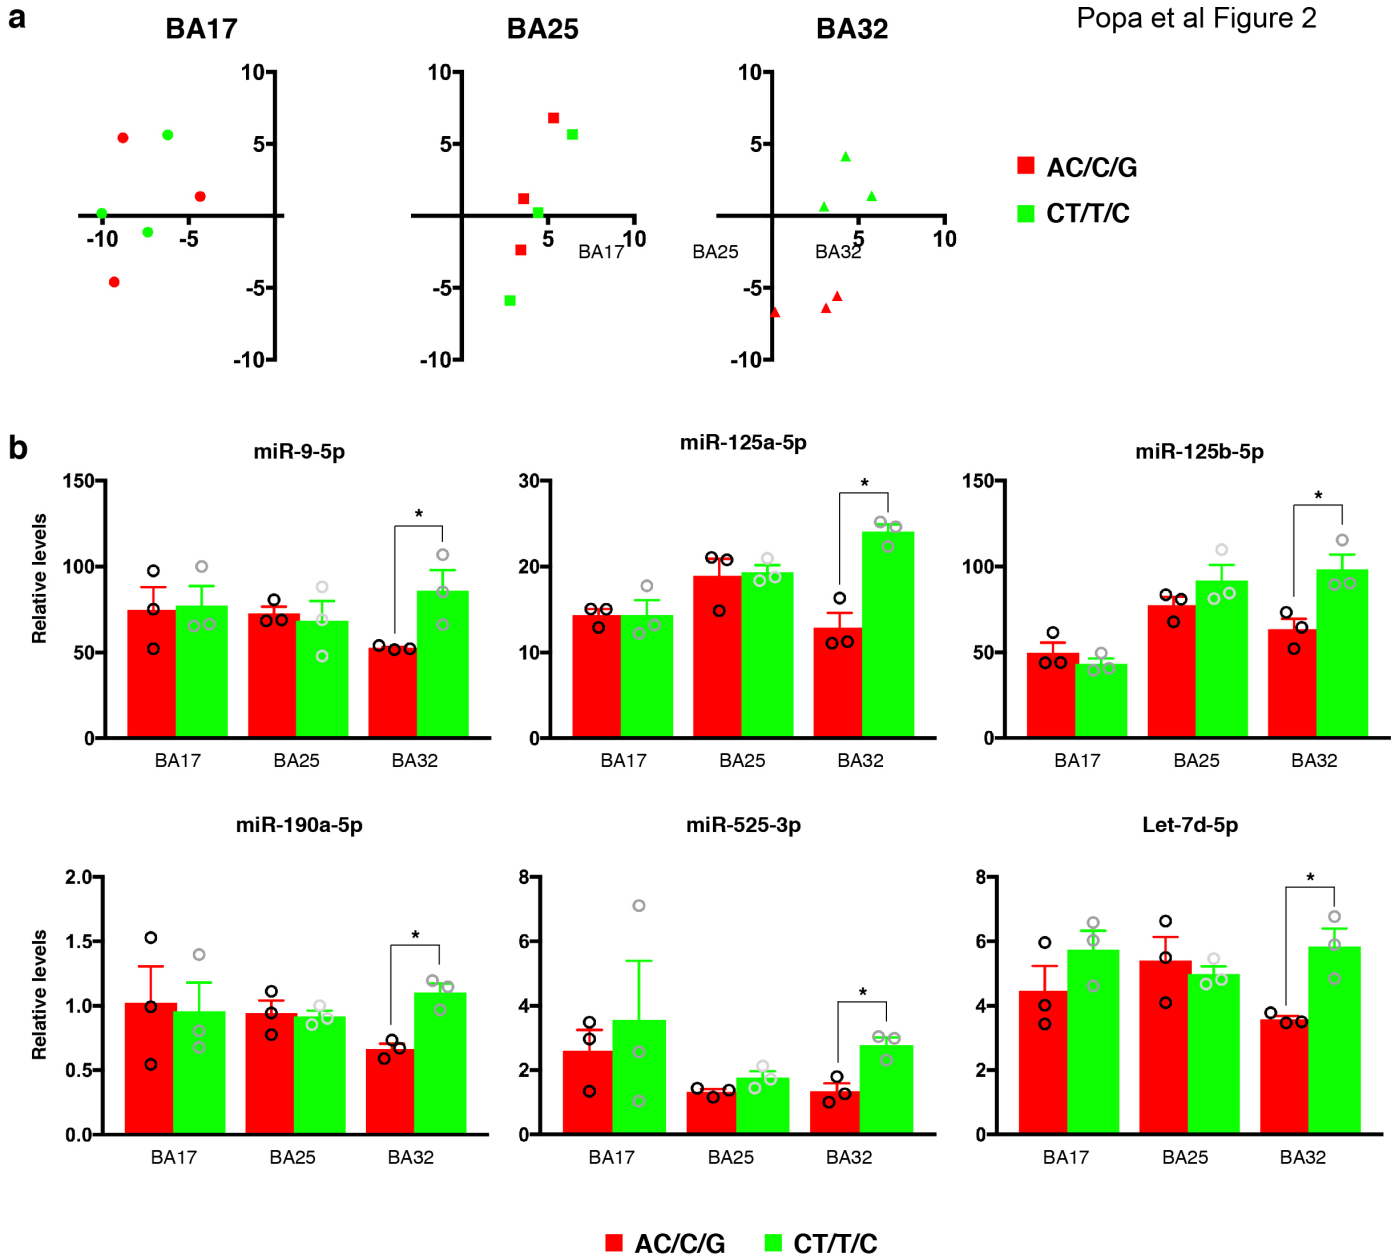 a
Popa et al Figure 2
BA17
BA25
BA32
10
5
-5
-10
-10
-5
10
5
-5
-10
5
10
10
5
-5
-10
5
10
BA17
BA25
BA32
AC/C/G
CT/T/C
b
miR-9-5p
Relative levels
150
100
50
0
*
BA17
BA25
BA32
miR-125a-5p
30
20
10
0
*
BA17
BA25
BA32
miR-125b-5p
150
100
50
0
*
BA17
BA25
BA32
miR-190a-5p
Relative levels
2.0
1.5
1.0
0.5
0.0
*
BA17
BA25
BA32
miR-525-3p
8
6
4
2
0
*
BA17
BA25
BA32
Let-7d-5p
8
6
4
2
0
*
BA17
BA25
BA32
AC/C/G
CT/T/C